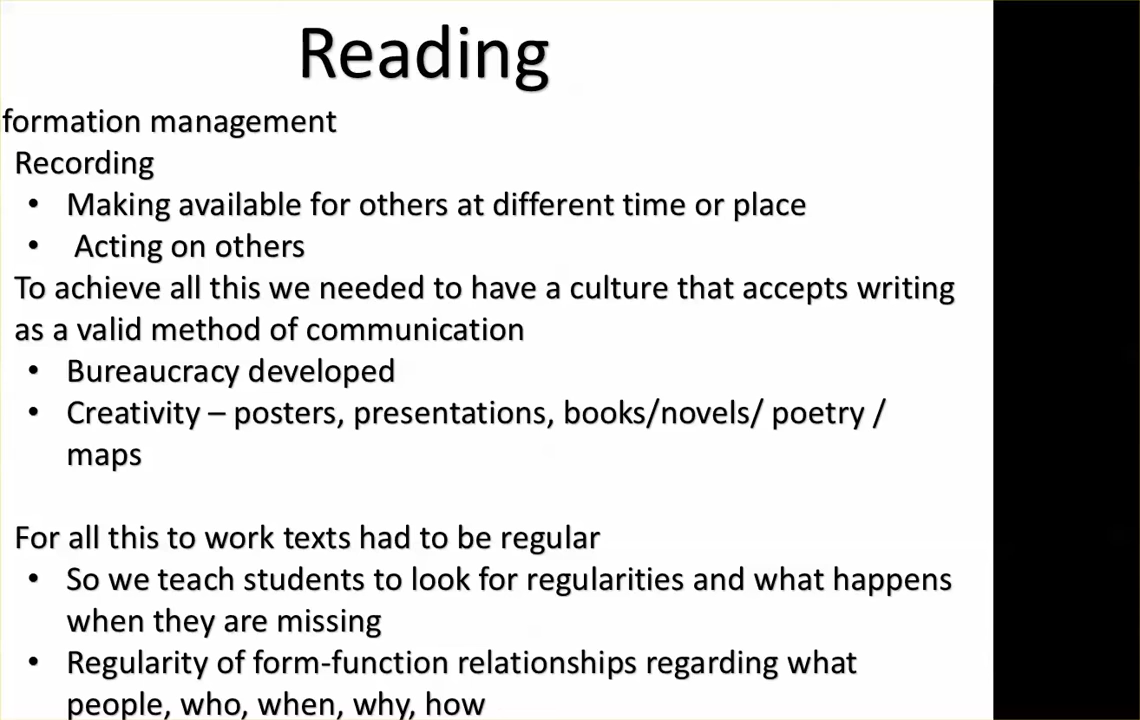 Reading
formation management
Recording
• Making available for others at different time or place
• Acting on others
To achieve all this we needed to have a culture that accepts writing
as a valid method of communication
• Bureaucracy developed
• Creativity – posters, presentations, books/novels/ poetry /
maps
For all this to work texts had to be regular
• So we teach students to look for regularities and what happens
when they are missing
• Regularity of form-function relationships regarding what
people, who, when, why, how